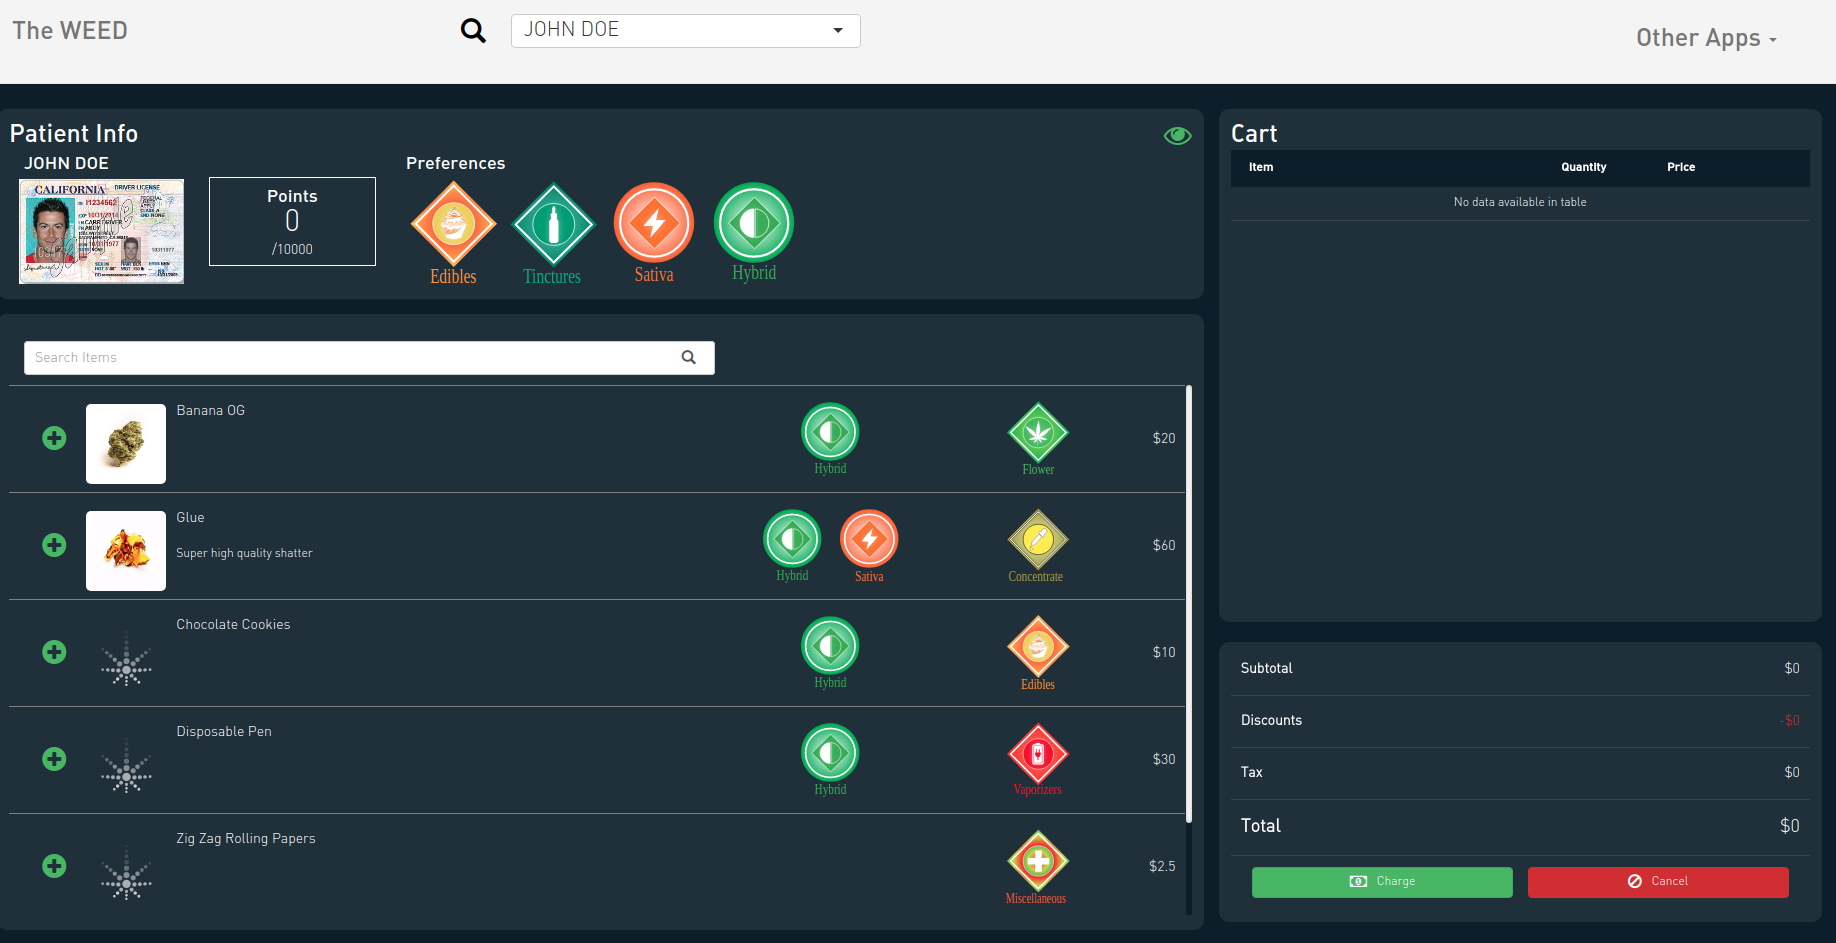 The WEED
JOHN DOE
Other Apps
Patient Info
JOHN DOE
CALIFORNIA
DRIVER LICENSE
I1234562
Points
0
/10000
Preferences
Edibles
Tinctures
Sativa
Hybrid
Search Items
Banana OG
Hybrid
Flower
$20
Glue
Super high quality shatter
Hybrid
Sativa
Concentrate
$60
Chocolate Cookies
Hybrid
Edibles
$10
Disposable Pen
Hybrid
Vaporizers
$30
Zig Zag Rolling Papers
Miscellaneous
$2.5
Cart
Item Quantity Price
No data available in table
Subtotal $0
Discounts -$0
Tax $0
Total $0
Charge
Cancel